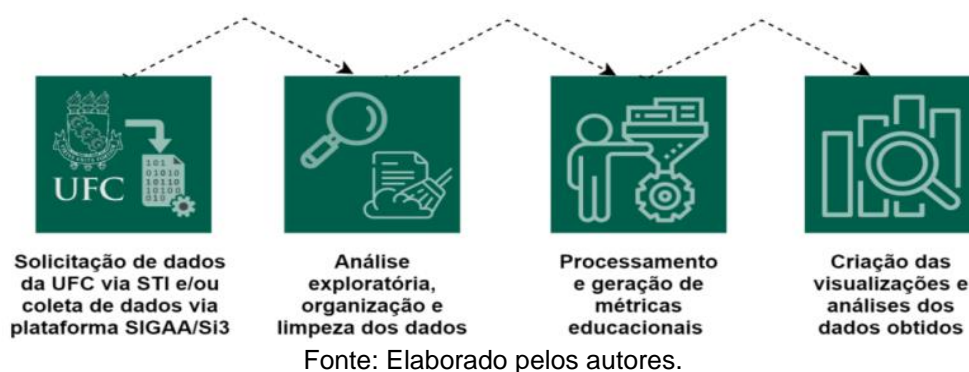 UFC
101
01010
10110
10100
010
Solicitação de dados
da UFC via STI e/ou
coleta de dados via
plataforma SIGAA/Si3
Análise
exploratória,
organização e
limpeza dos dados
Processamento
e geração de
métricas
educacionais
Criação das
visualizações e
análises dos
dados obtidos
Fonte: Elaborado pelos autores.